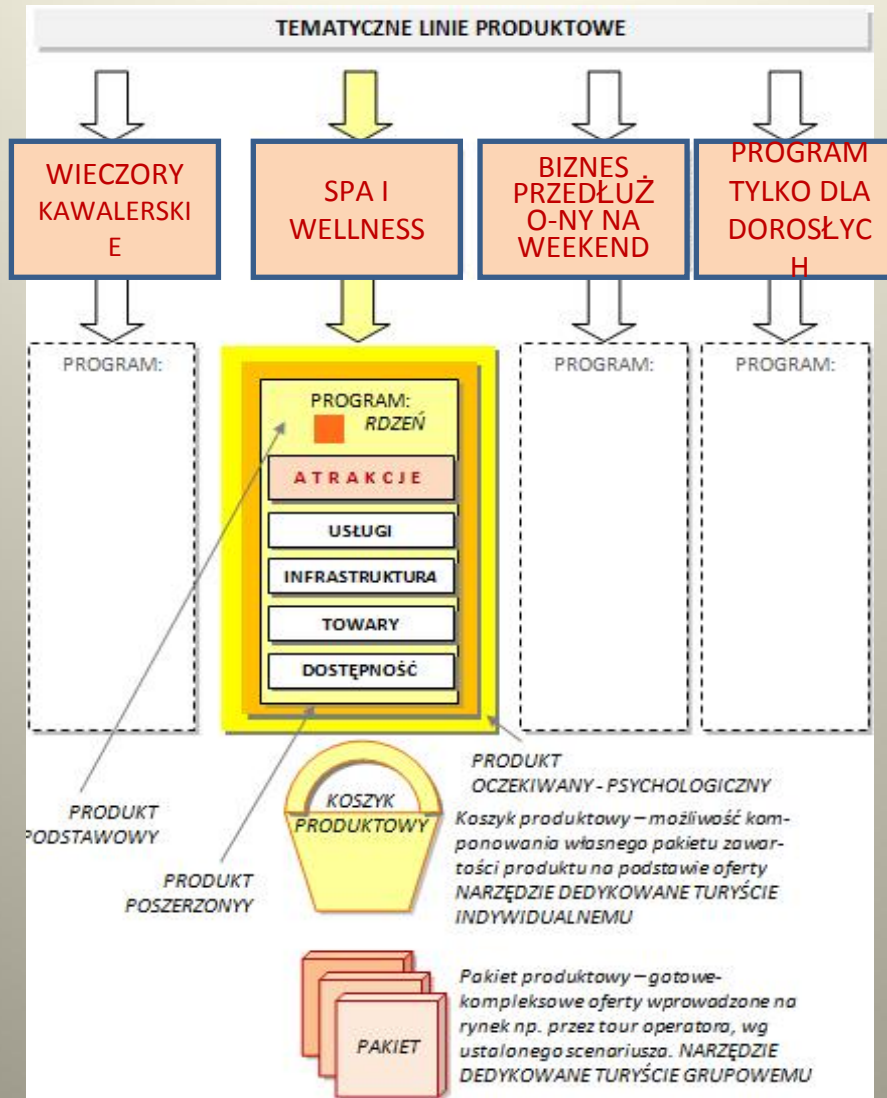 TEMATYCZNE LINIE PRODUKTOWE
WIECZORY
KAWALERSKI
E
SPA I
WELLNESS
BIZNES
PRZEDŁUŻ
O-NY NA
WEEKEND
PROGRAM
TYLKO DLA
DOROSŁYC
H
PROGRAM:
PROGRAM:
RDZEŃ
ATRAKCJE
USŁUGI
INFRASTRUKTURA
TOWARY
DOSTĘPNOŚĆ
PROGRAM:
PROGRAM:
PRODUKT
PODSTAWOWY
PRODUKT
POSZERZONYY
KOSZYK
PRODUKTOWY
PRODUKT
OCZEKIWANY - PSYCHOLOGICZNY
Koszyk produktowy – możliwość kom-
ponowania własnego pakietu zawar-
tości produktu na podstawie oferty
NARZĘDZIE DEDYKOWANE TURYŚCIE
INDYWIDUALNEMU
PAKIET
Pakiet produktowy – gotowe-
kompleksowe oferty wprowadzone na
rynek np. przez tour operatora, wg
ustalonego scenariusza. NARZĘDZIE
DEDYKOWANE TURYŚCIE GRUPOWEMU